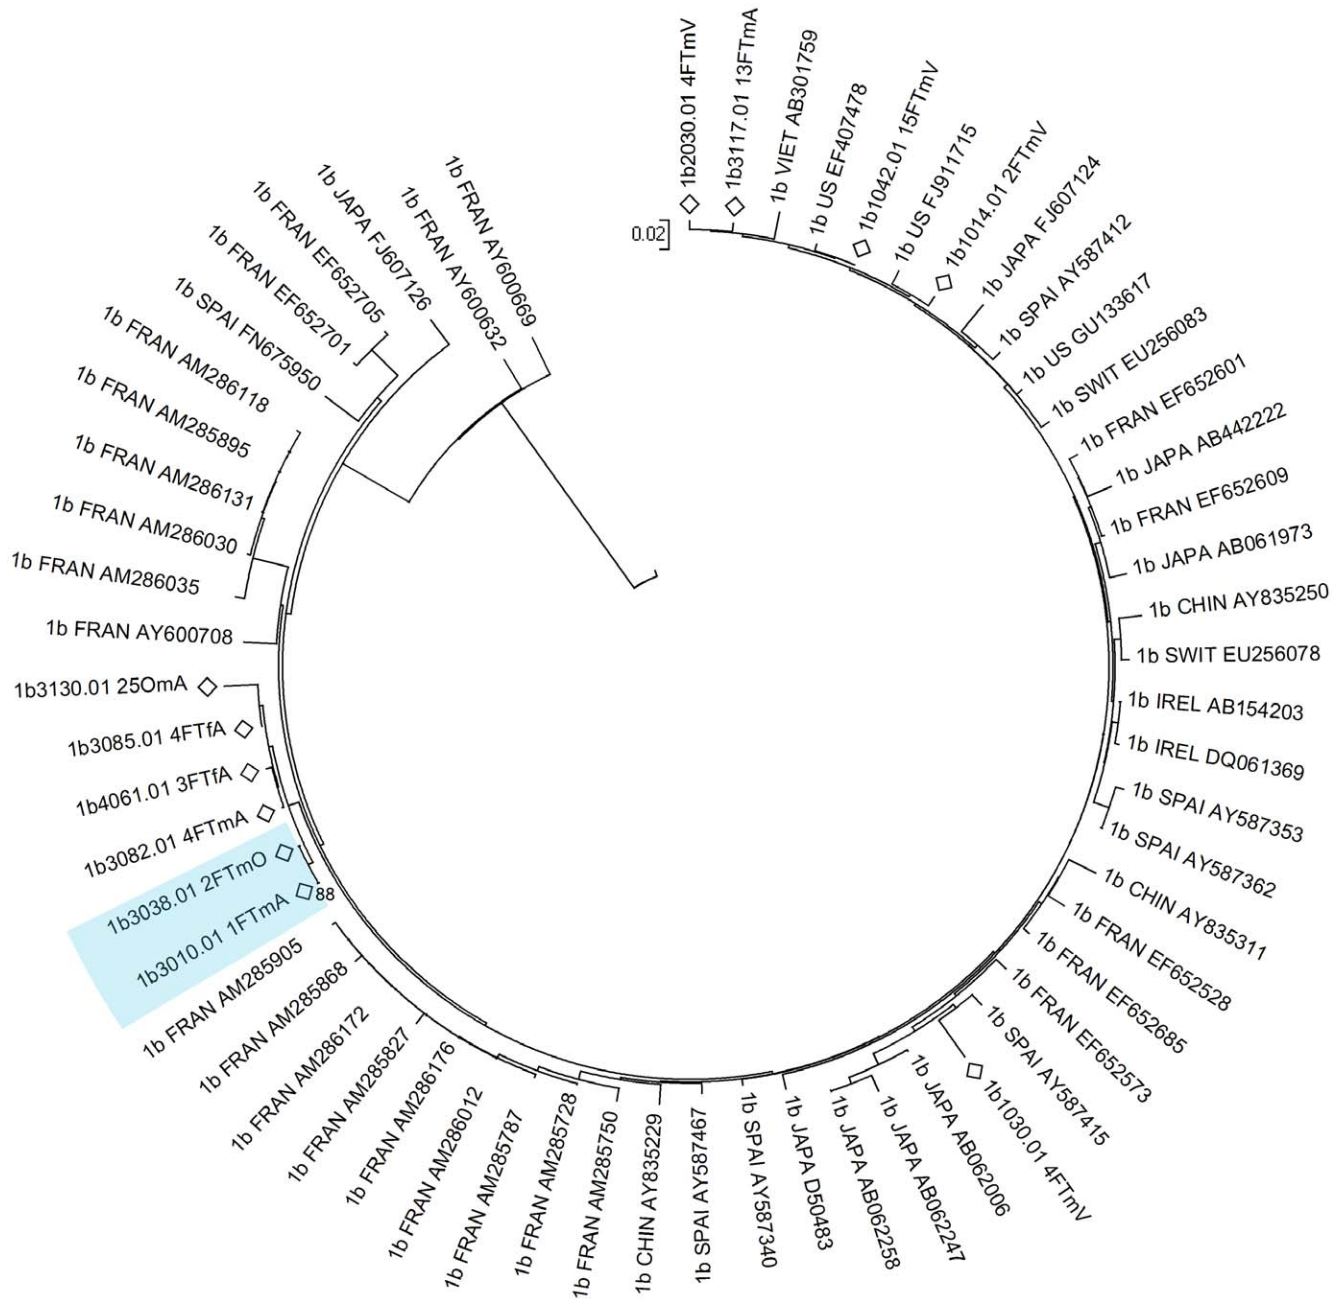 1b2030.01 4FTmV
1b3117.01 13FTmA
1b VIET AB301759
1b US EF407478
1b1042.01 15FTmV
1b US FJ911715
1b1014.01 2FTmV
1b JAPA FJ607124
1b SPAI AY587412
1b US GU133617
1b SWIT EU256083
1b FRAN EF652601
1b JAPA AB442222
1b FRAN EF652609
1b JAPA AB061973
1b CHIN AY835250
1b SWIT EU256078
1b IREL AB154203
1b IREL DQ061369
1b SPAI AY587353
1b SPAI AY587362
1b CHIN AY835311
1b FRAN EF652528
1b FRAN EF652685
1b FRAN EF652573
1b SPAI AY587415
1b1030.01 4FTmV
1b JAPA AB062006
1b JAPA AB062247
1b JAPA AB062258
1b JAPA D50483
1b SPAI AY587340
1b SPAI AY587467
1b CHIN AY835229
1b FRAN AM285750
1b FRAN AM285728
1b FRAN AM285787
1b FRAN AM286012
1b FRAN AM286176
1b FRAN AM285827
1b FRAN AM286172
1b FRAN AM285868
1b FRAN AM285905
1b3010.01 1FTmA
88
1b3038.01 2FTmO
1b3082.01 4FTmA
1b4061.01 3FTfA
1b3085.01 4FTfA
1b3130.01 25OmA
1b FRAN AY600708
1b FRAN AM286035
1b FRAN AM286030
1b FRAN AM286131
1b FRAN AM285895
1b FRAN AM286118
1b SPAI FN675950
1b FRAN EF652701
1b FRAN EF652705
1b JAPA FJ607126
1b FRAN AY600632
1b FRAN AY600669
0.02